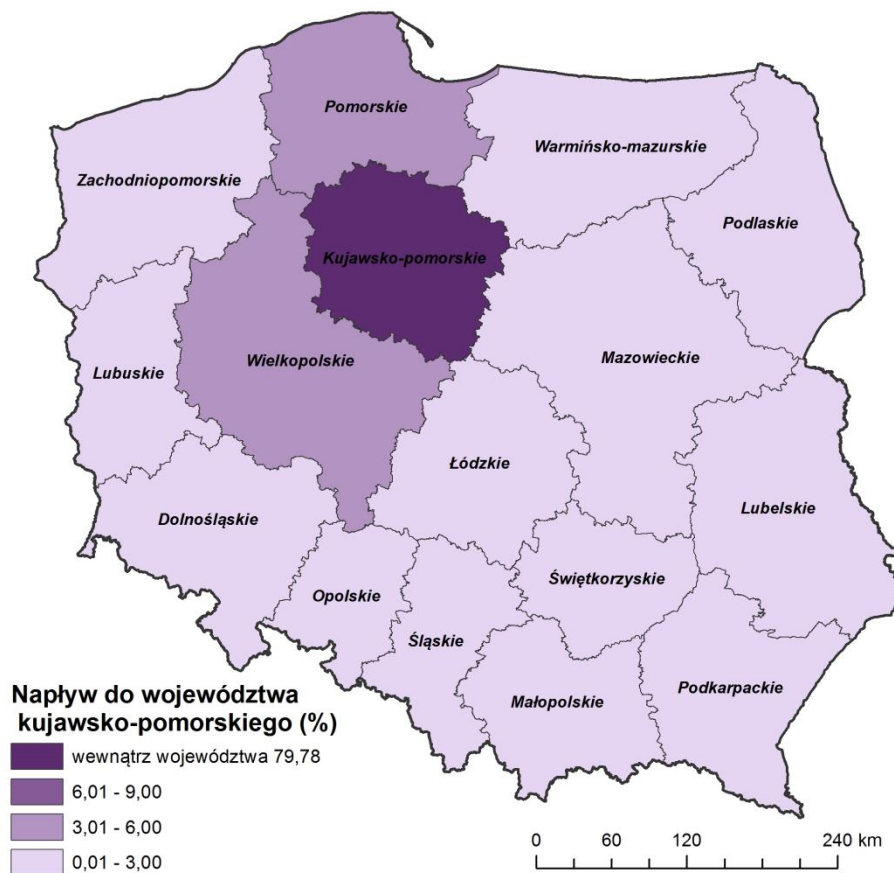 Pomorskie
Warmińsko-mazurskie
Zachodniopomorskie
Podlaskie
Kujawsko-pomorskie
Mazowieckie
Wielkopolskie
Lubuskie
Łódzkie
Lubelskie
Dolnośląskie
Świętkorzyskie
Opolskie
Śląskie
Podkarpackie
Małopolskie
Napływ do województwa
kujawsko-pomorskiego (%)
wewnątrz województwa 79,78
6,01 - 9,00
3,01 - 6,00
0,01 - 3,00
0 60 120 240 km